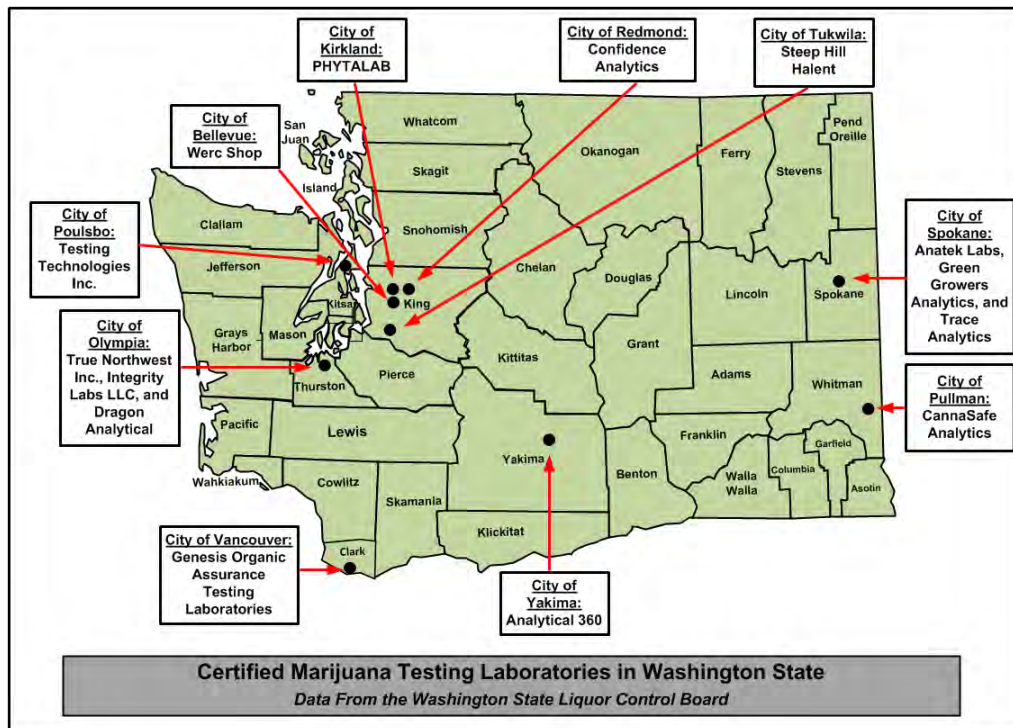 City of
Kirkland:
PHYTALAB
City of Redmond:
Confidence
Analytics
City of Tukwila:
Steep Hill
Halent
City of
Bellevue:
Werc Shop
City of
Poulsbo:
Testing
Technologies
Inc.
City of
Olympia:
True Northwest
Inc., Integrity
Labs LLC, and
Dragon
Analytical
City of Vancouver:
Genesis Organic
Assurance
Testing
Laboratories
City of
Yakima:
Analytical 360
City of
Spokane:
Anatek Labs,
Green
Growers
Analytics, and
Trace
Analytics
City of
Pullman:
CannaSafe
Analytics
San
Juan
Whatcom
Skagit
Island
Snohomish
Clallam
Jefferson
Kitsap
King
Grays
Harbor
Mason
Thurston
Pierce
Pacific
Lewis
Wahkiakum
Cowlitz
Skamania
Clark
Okanogan
Ferry
Stevens
Pend
Oreille
Chelan
Douglas
Lincoln
Spokane
Grant
Kittitas
Adams
Whitman
Yakima
Benton
Franklin
Walla
Walla
Columbia
Garfield
Asotin
Klickitat
Certified Marijuana Testing Laboratories in Washington State
Data From the Washington State Liquor Control Board